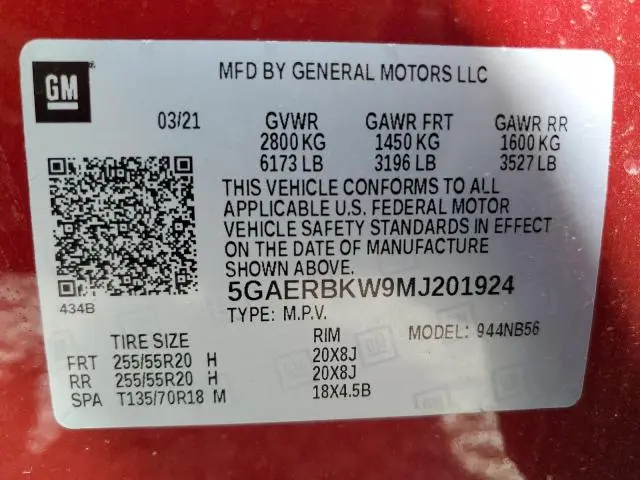 GM
MFD BY GENERAL MOTORS LLC
03/21 GVWR GAWR FRT GAWR RR
2800 KG 1450 KG 1600 KG
6173 LB 3196 LB 3527 LB
THIS VEHICLE CONFORMS TO ALL
APPLICABLE U.S. FEDERAL MOTOR
VEHICLE SAFETY STANDARDS IN EFFECT
ON THE DATE OF MANUFACTURE
SHOWN ABOVE.
434B
5GAERBKW9MJ201924
TYPE: M.P.V.
MODEL: 944NB56
TIRE SIZE RIM
FRT 255/55R20 H 20X8J
RR 255/55R20 H 20X8J
SPA T135/70R18 M 18X4.5B